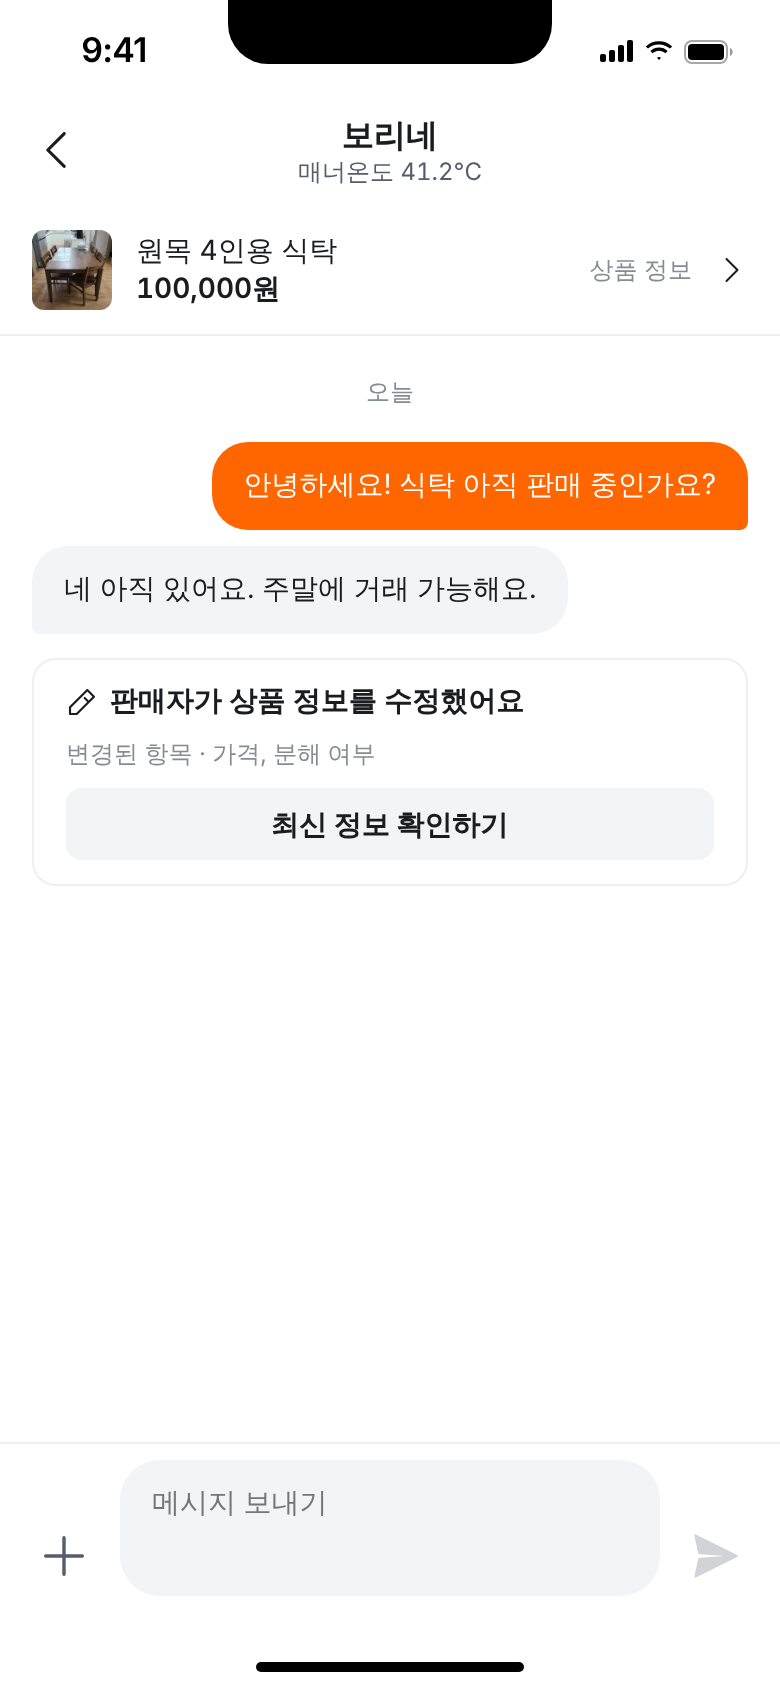 9:41
보리네
매너온도 41.2°C
원목 4인용 식탁
100,000원
상품 정보
오늘
안녕하세요! 식탁 아직 판매 중인가요?
네 아직 있어요. 주말에 거래 가능해요.
판매자가 상품 정보를 수정했어요
변경된 항목 · 가격, 분해 여부
최신 정보 확인하기
메시지 보내기